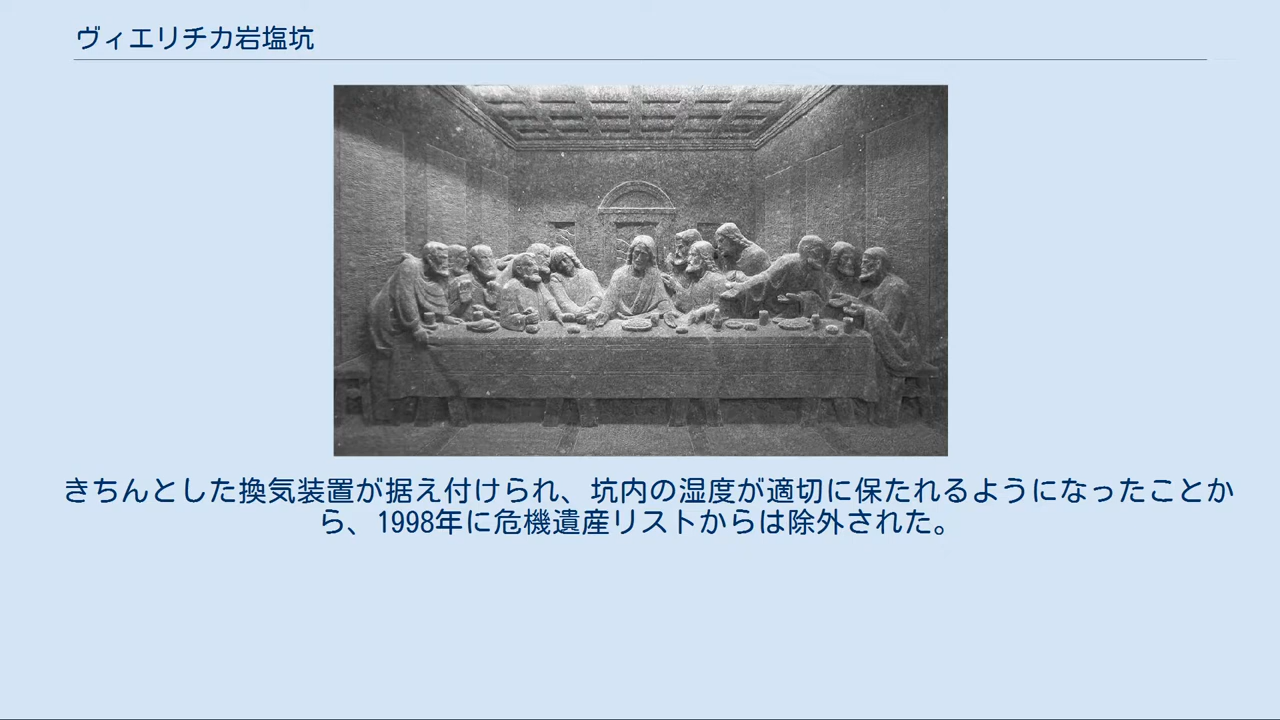 ヴィエリチカ岩塩坑
きちんとした換気装置が据え付けられ、坑内の湿度が適切に保たれるようになったことか
ら、1998年に危機遺産リストからは除外された。